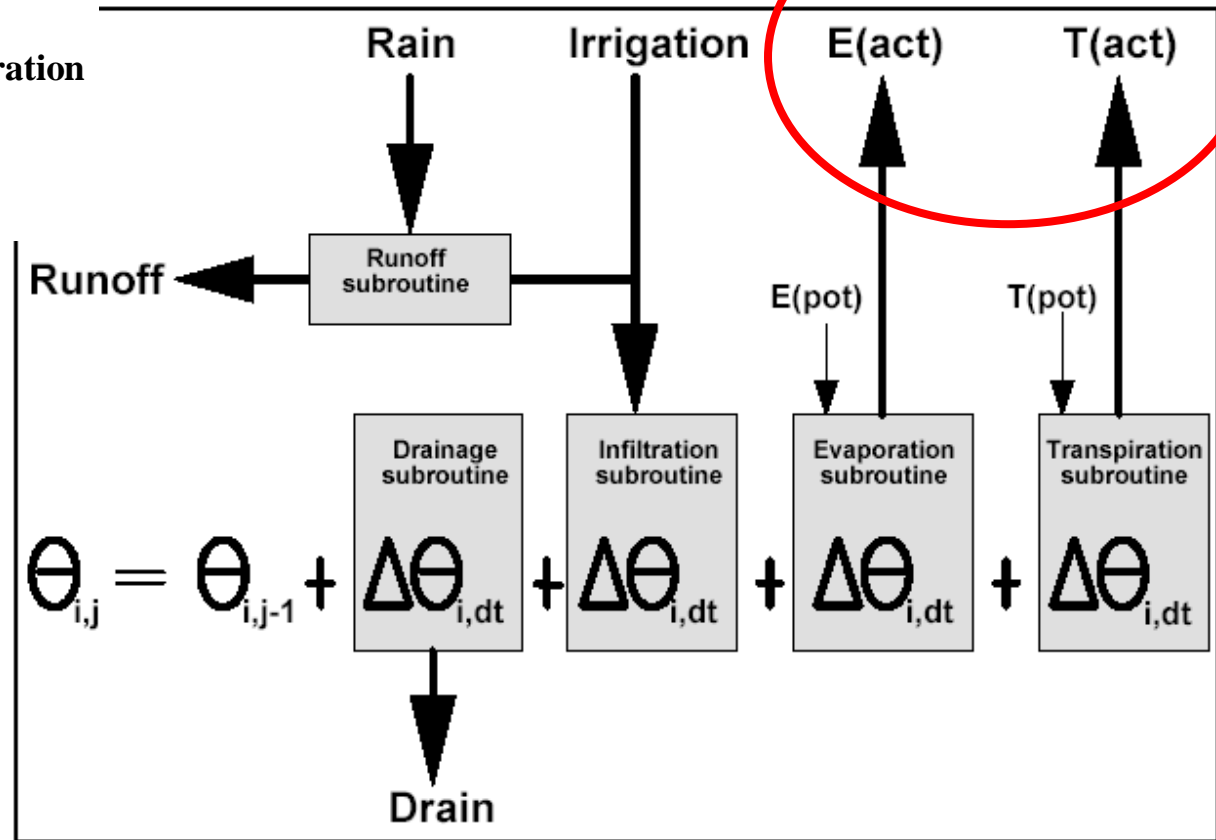 Rain Irrigation E(act) T(act)
ration
Runoff
subroutine
Runoff
E(pot) T(pot)
Drainage
subroutine
Infiltration
subroutine
Evaporation
subroutine
Transpiration
subroutine
Θi,j = Θi,j-1 + ΔΘi,dt + ΔΘi,dt + ΔΘi,dt + ΔΘi,dt
Drain